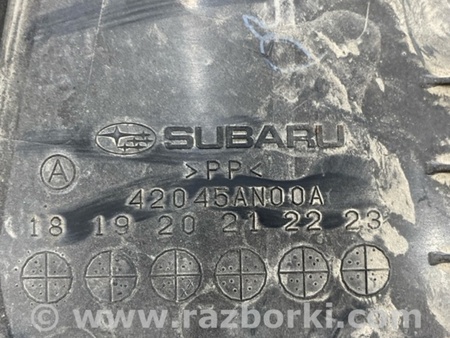 SUBARU
A >PP<
42045AN00A
18 19 20 21 22 23
www.razborki.com